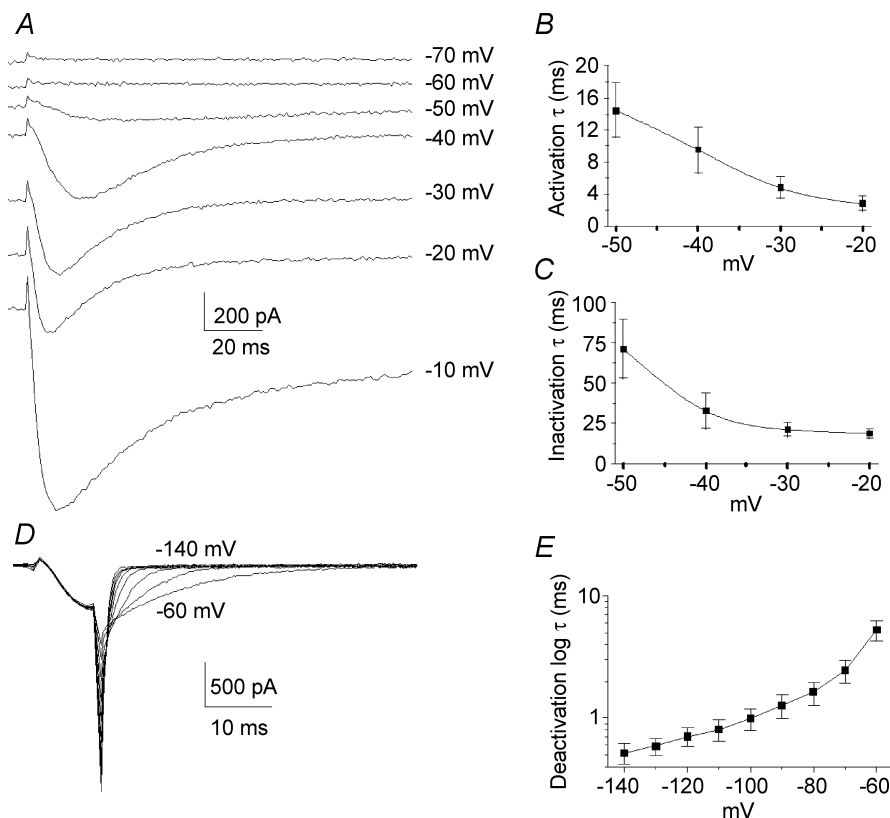 A
-70 mV
-60 mV
-50 mV
-40 mV
-30 mV
-20 mV
-10 mV
200 pA
20 ms
B
Activation τ (ms)
20
16
12
8
4
0
-50 -40 -30 -20
mV
C
Inactivation τ (ms)
100
75
50
25
0
-50 -40 -30 -20
mV
D
-140 mV
-60 mV
500 pA
10 ms
E
Deactivation log τ (ms)
10
1
-140 -120 -100 -80 -60
mV